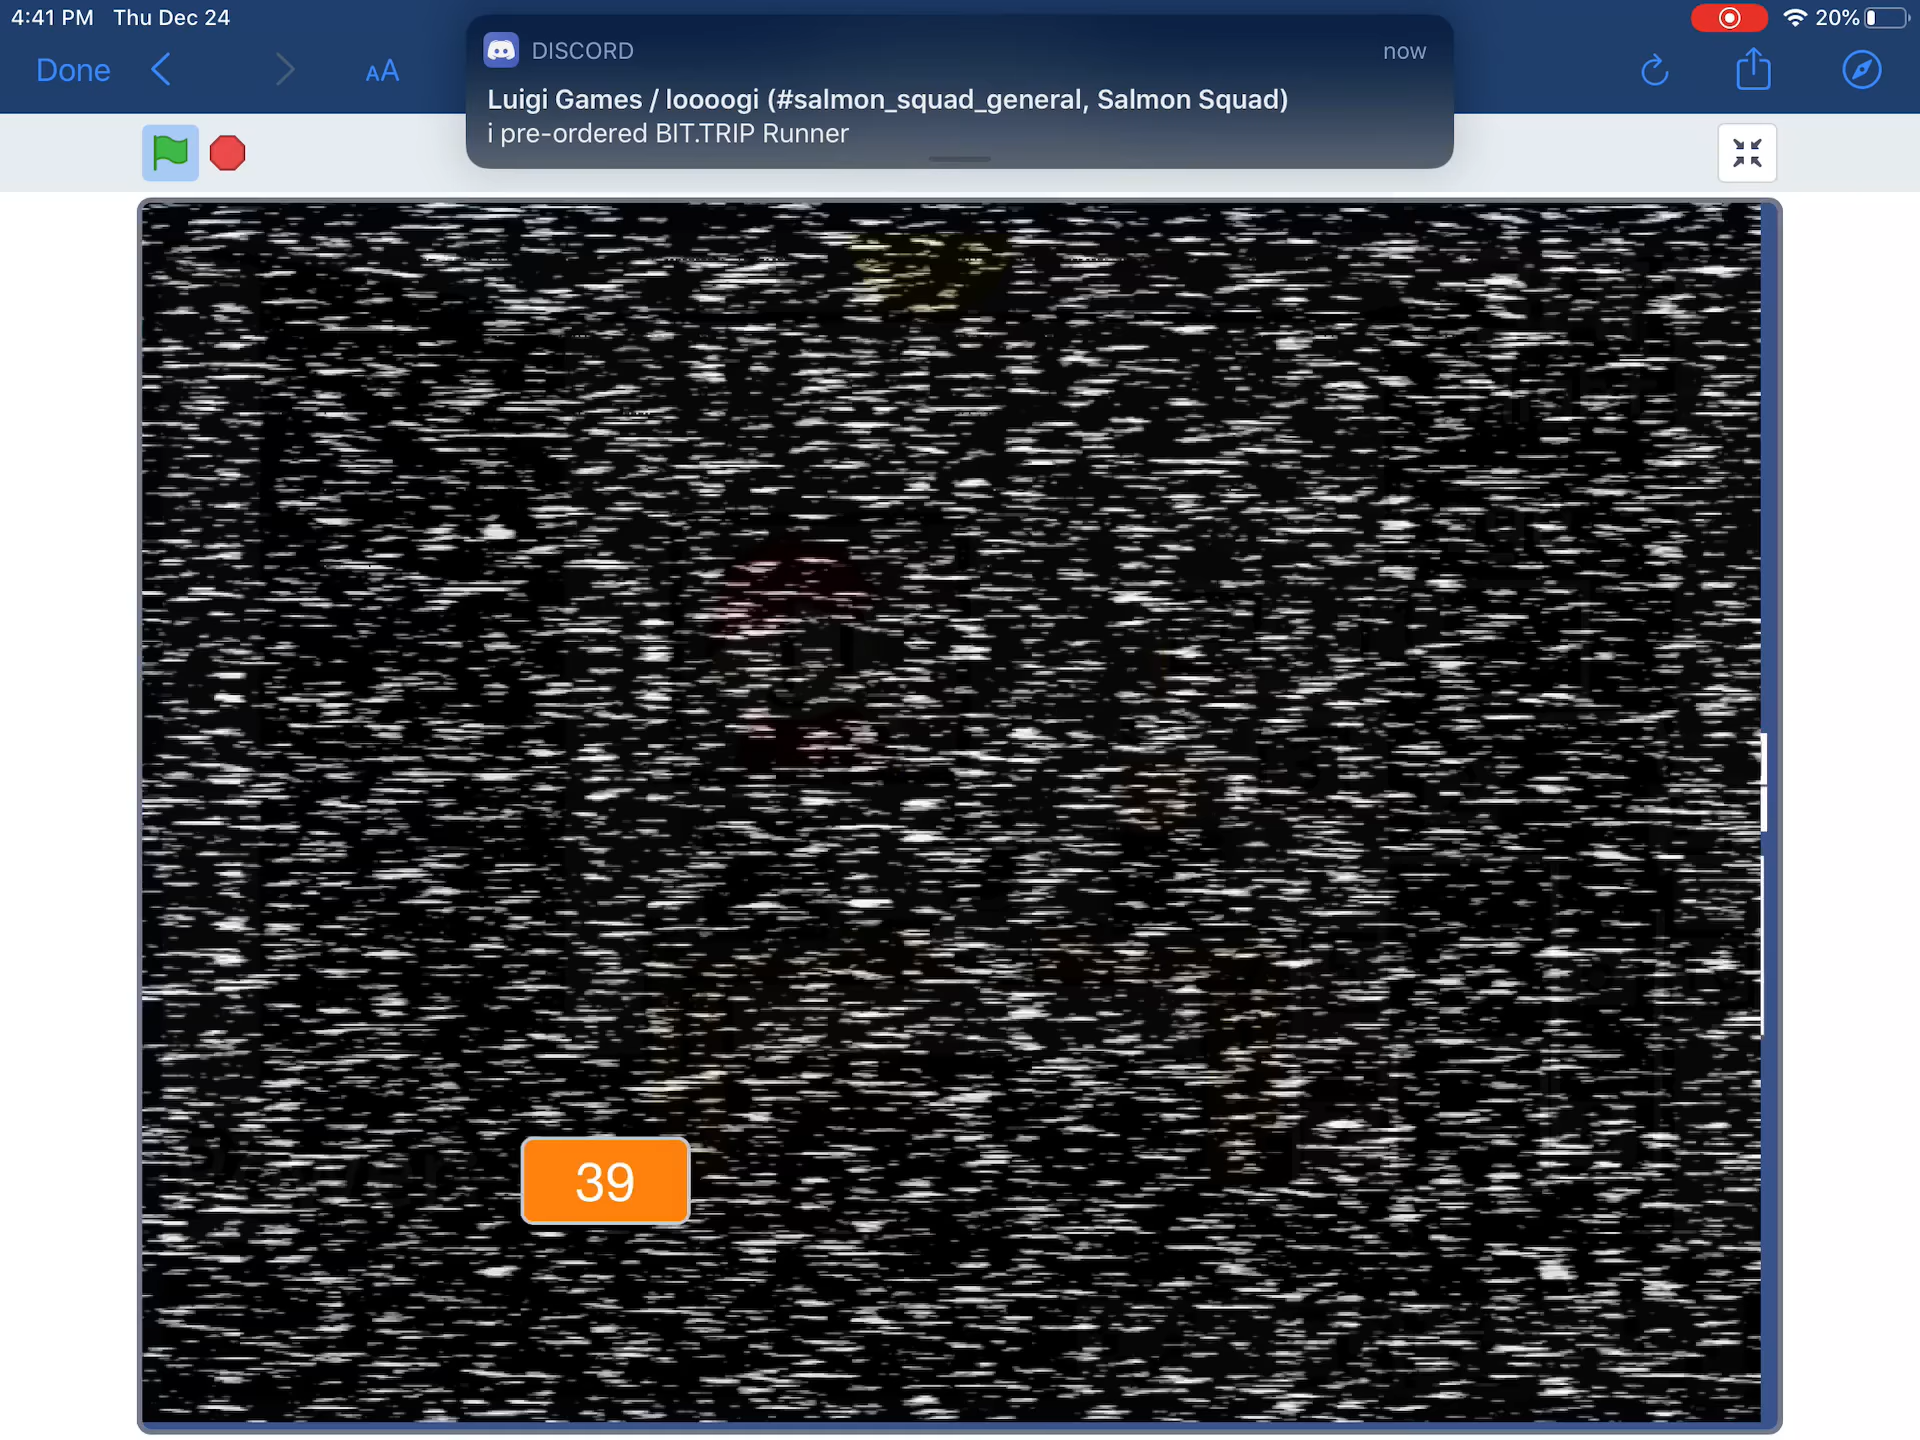 4:41 PM Thu Dec 24
20%
Done
AA
DISCORD
now
Luigi Games / loooogi (#salmon_squad_general, Salmon Squad)
i pre-ordered BIT.TRIP Runner
39